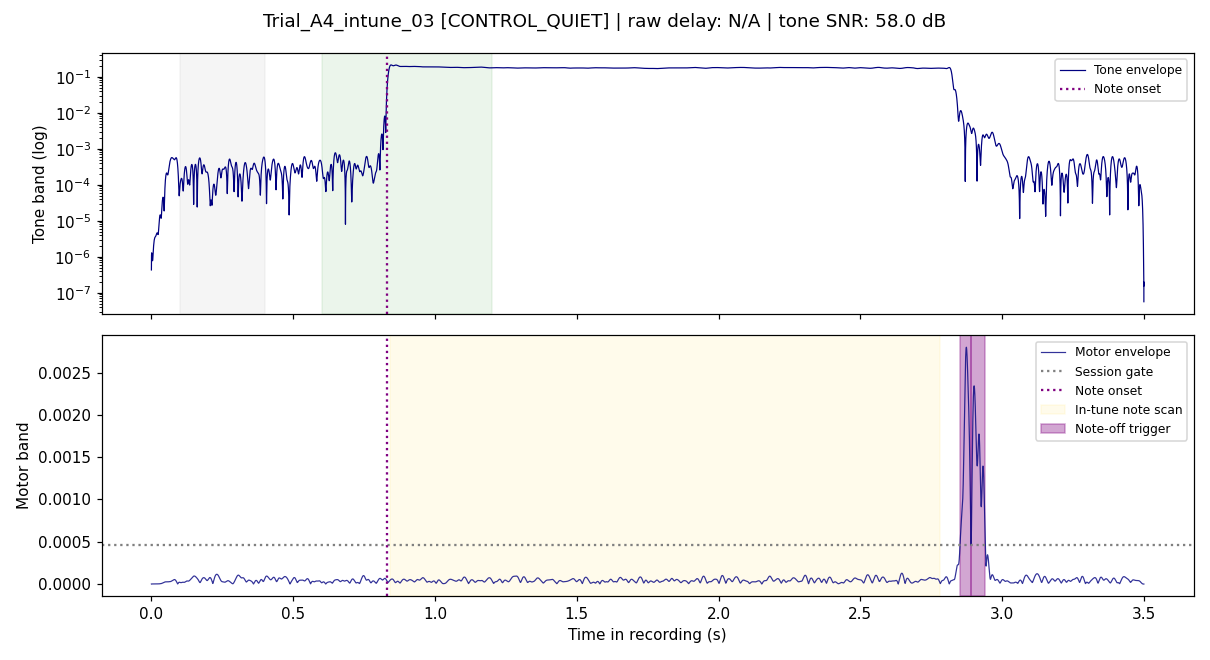 Trial_A4_intune_03 [CONTROL_QUIET] | raw delay: N/A | tone SNR: 58.0 dB
Tone band (log)
10⁻¹
10⁻²
10⁻³
10⁻⁴
10⁻⁵
10⁻⁶
10⁻⁷
Tone envelope
Note onset
Motor band
0.0025
0.0020
0.0015
0.0010
0.0005
0.0000
Motor envelope
Session gate
Note onset
In-tune note scan
Note-off trigger
0.0 0.5 1.0 1.5 2.0 2.5 3.0 3.5
Time in recording (s)